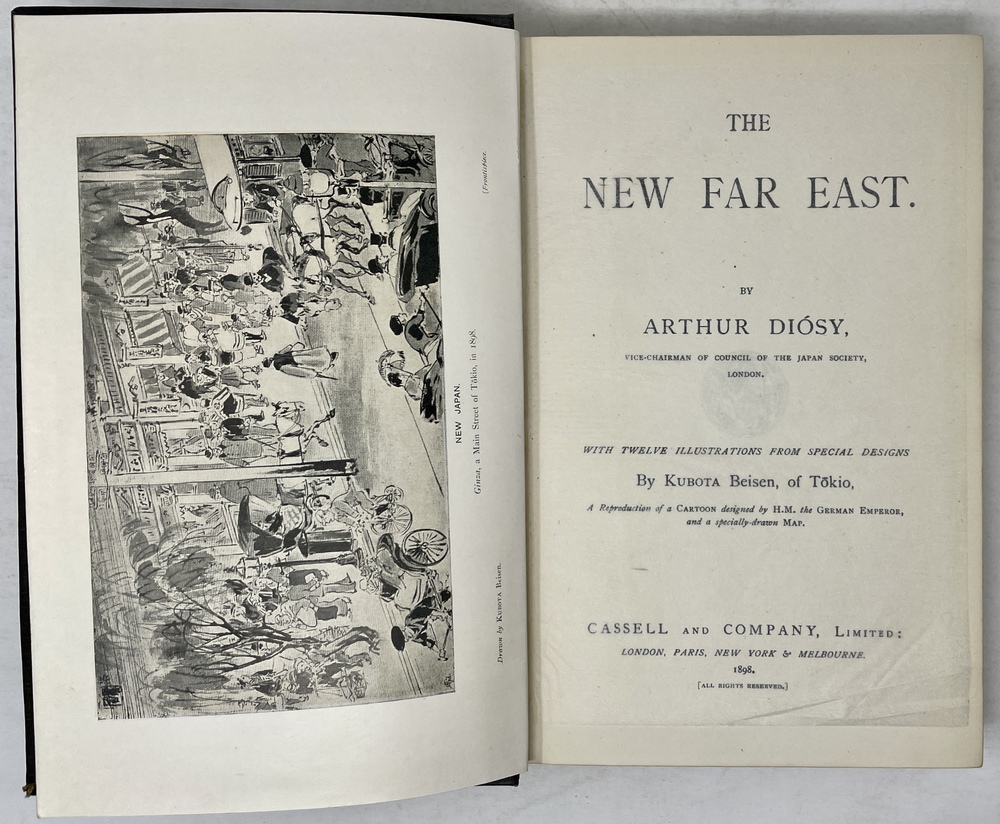 [Frontispiece.
NEW JAPAN.
Ginza, a Main Street of Tōkio, in 1898.
Drawn by KUBOTA Beisen.
THE
NEW FAR EAST.
BY
ARTHUR DIÓSY,
VICE-CHAIRMAN OF COUNCIL OF THE JAPAN SOCIETY,
LONDON.
WITH TWELVE ILLUSTRATIONS FROM SPECIAL DESIGNS
By KUBOTA Beisen, of Tōkio,
A Reproduction of a CARTOON designed by H.M. the GERMAN EMPEROR,
and a specially-drawn MAP.
CASSELL AND COMPANY, LIMITED:
LONDON, PARIS, NEW YORK & MELBOURNE.
1898.
[ALL RIGHTS RESERVED.]